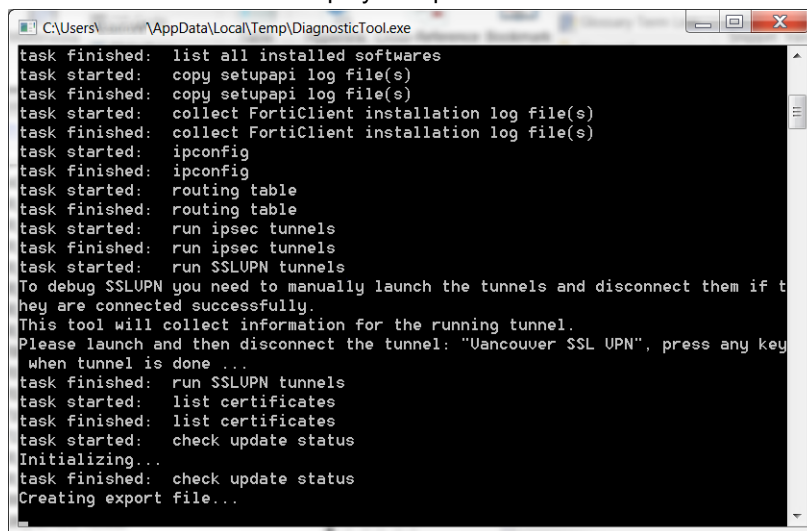 C:\Users\ \AppData\Local\Temp\DiagnosticTool.exe
task finished: list all installed softwares
task started: copy setupapi log file(s)
task finished: copy setupapi log file(s)
task started: collect FortiClient installation log file(s)
task finished: collect FortiClient installation log file(s)
task started: ipconfig
task finished: ipconfig
task started: routing table
task finished: routing table
task started: run ipsec tunnels
task finished: run ipsec tunnels
task started: run SSLVPN tunnels
To debug SSLVPN you need to manually launch the tunnels and disconnect them if t
hey are connected successfully.
This tool will collect information for the running tunnel.
Please launch and then disconnect the tunnel: "Vancouver SSL VPN", press any key
when tunnel is done ...
task finished: run SSLVPN tunnels
task started: list certificates
task finished: list certificates
task started: check update status
Initializing...
task finished: check update status
Creating export file...